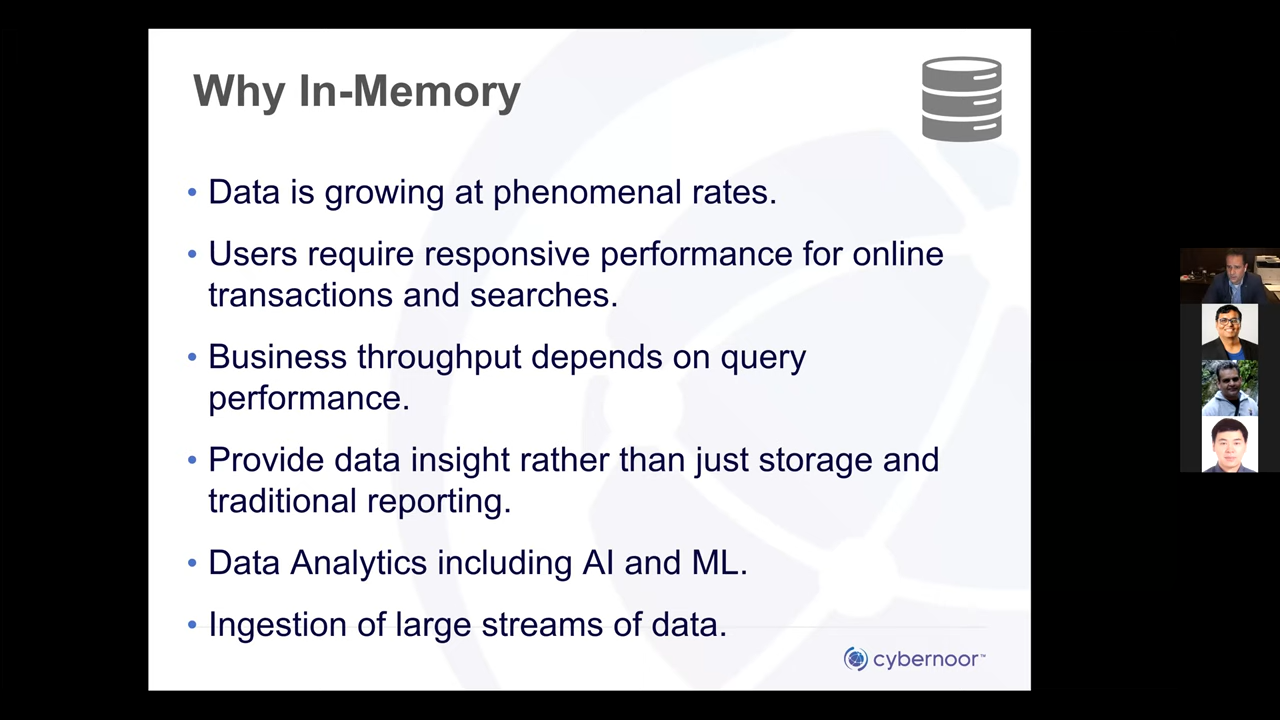 Why In-Memory
• Data is growing at phenomenal rates.
• Users require responsive performance for online
transactions and searches.
• Business throughput depends on query
performance.
• Provide data insight rather than just storage and
traditional reporting.
• Data Analytics including AI and ML.
• Ingestion of large streams of data.
cybernoor™